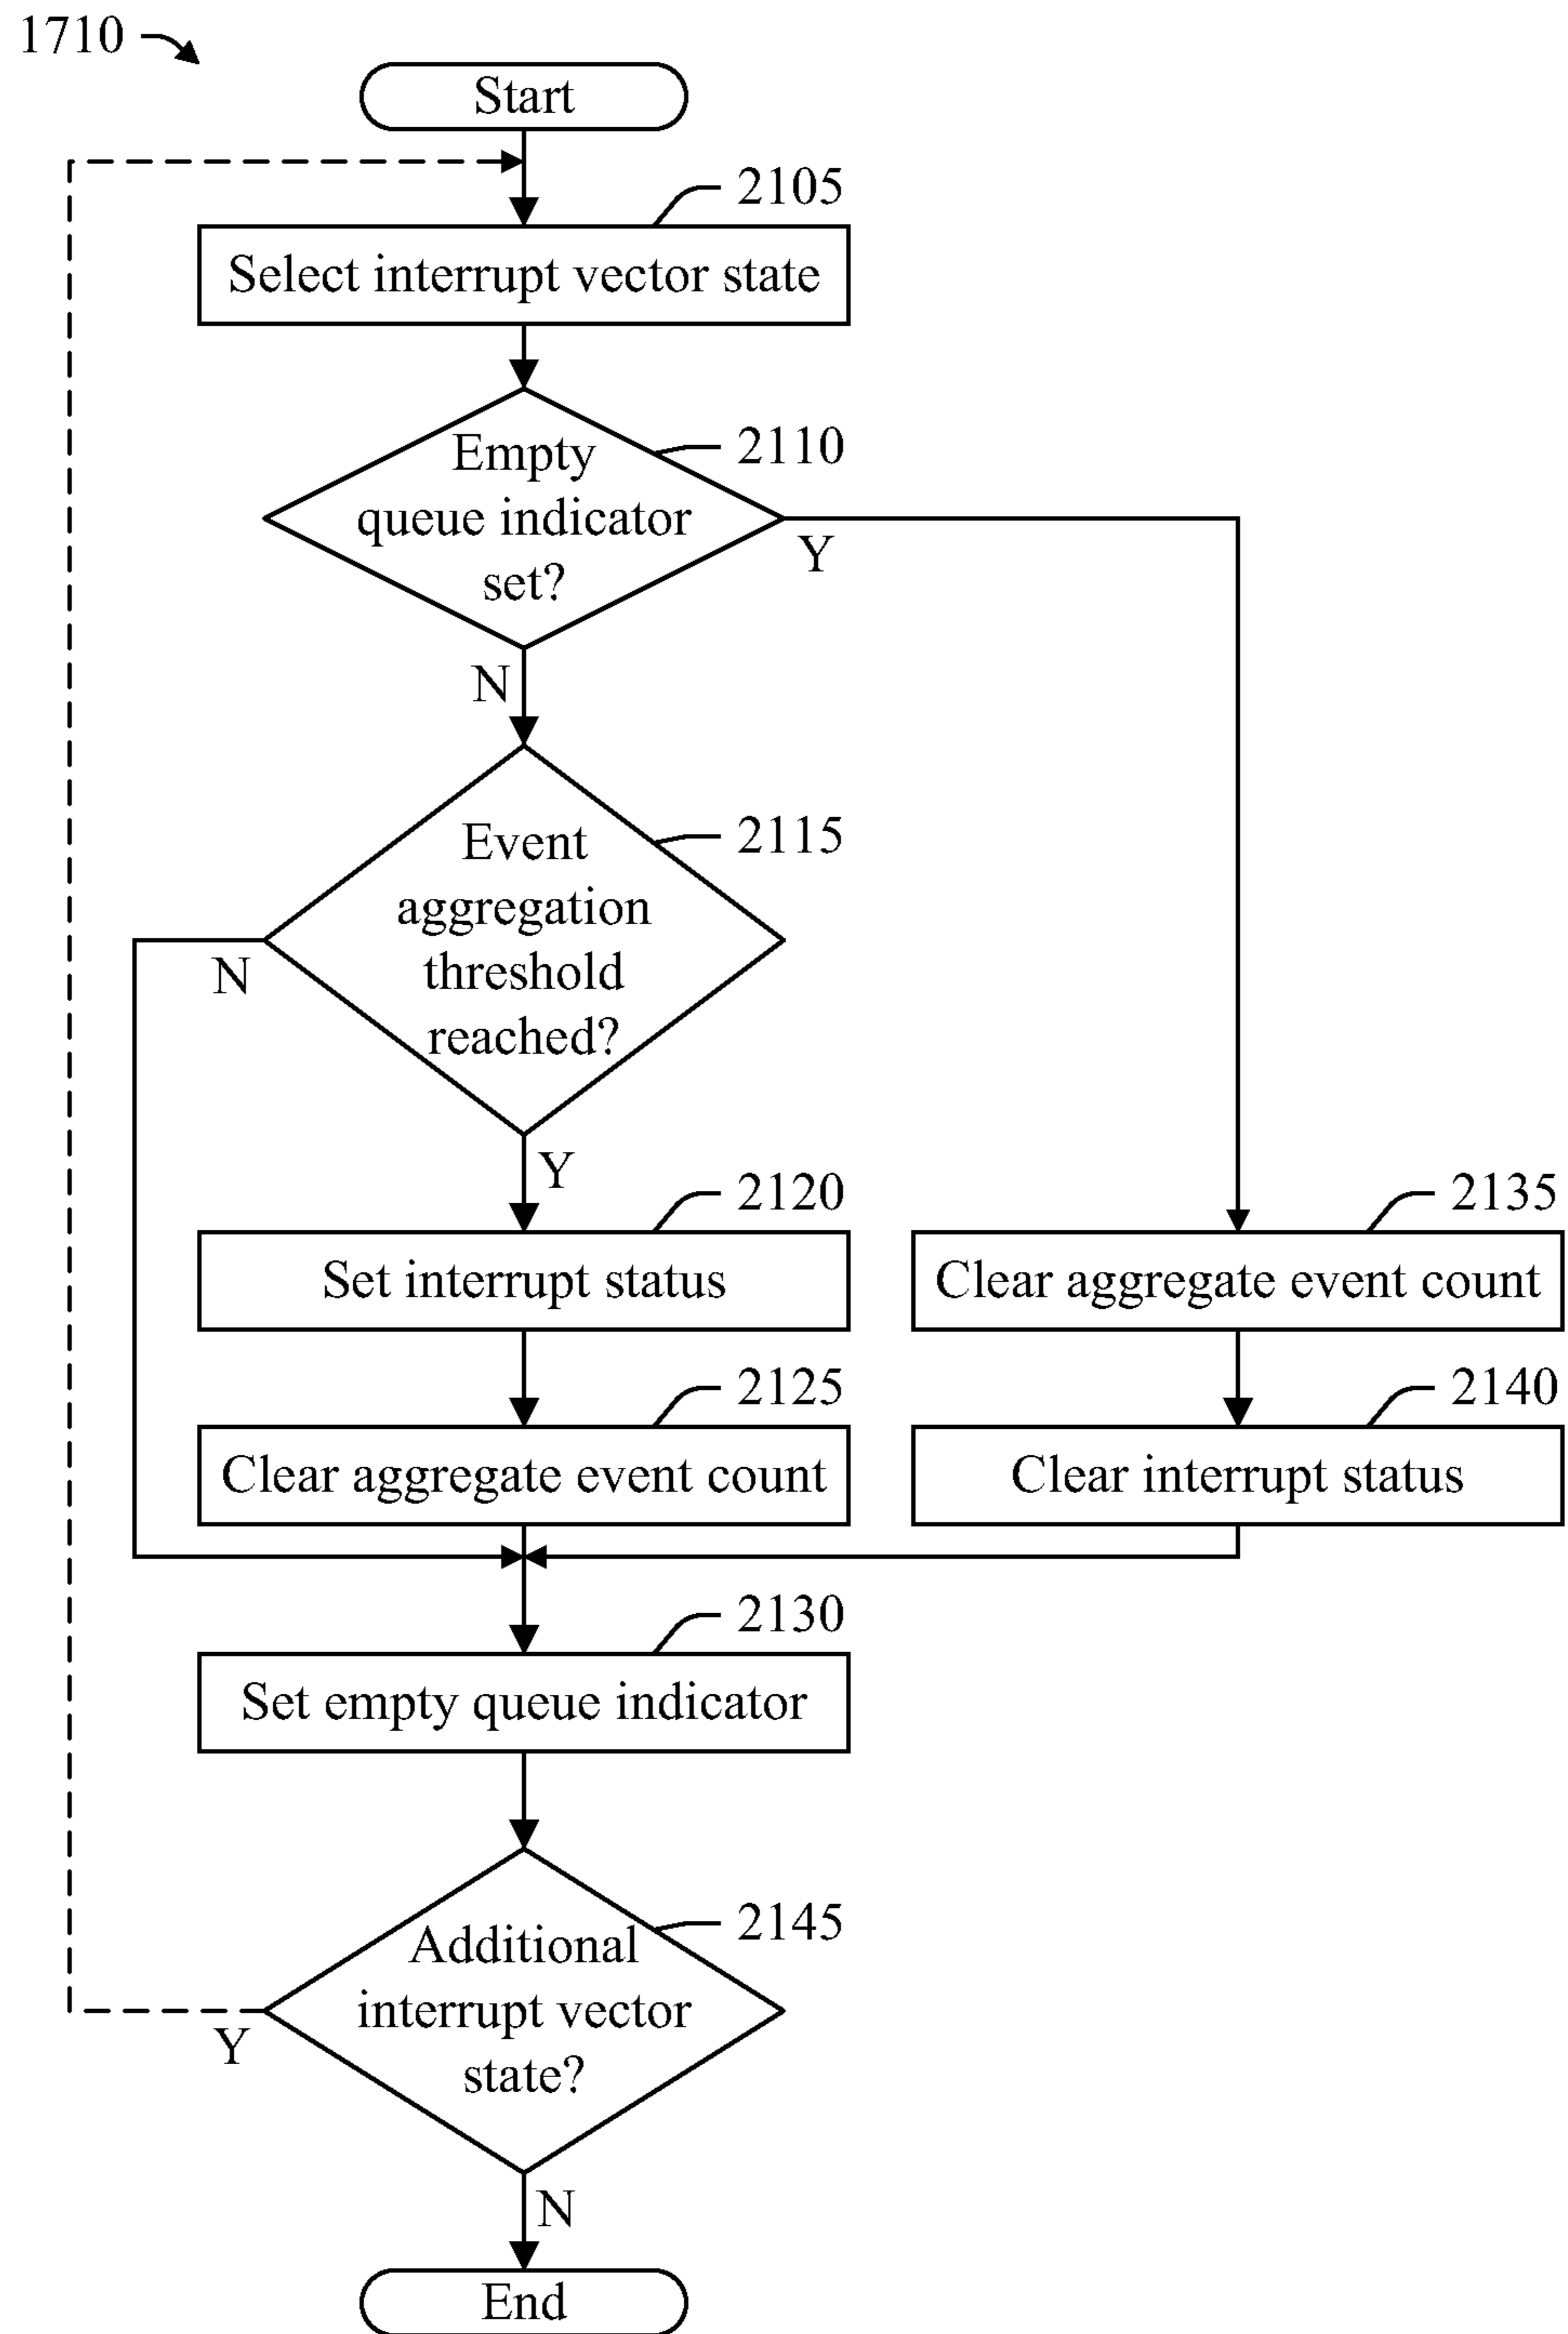 1710
Start
2105
Select interrupt vector state
2110
Empty
queue indicator
set?
Y
N
2115
Event
aggregation
threshold
reached?
N
Y
2120
Set interrupt status
2135
Clear aggregate event count
2125
Clear aggregate event count
2140
Clear interrupt status
2130
Set empty queue indicator
2145
Additional
interrupt vector
state?
Y
N
End